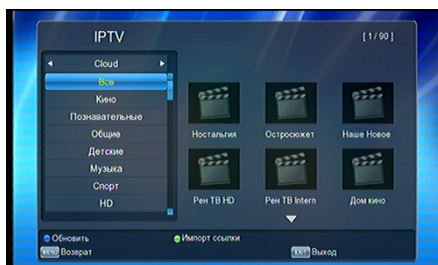 IPTV
[1/90]
Cloud
Все
Кино
Познавательные
Общие
Детские
Музыка
Спорт
HD
Ностальгия
Остросюжет
Наше Новое
Рен ТВ HD
Рен ТВ Intern
Дом кино
Обновить
Импорт ссылки
MENU Возврат
EXIT Выход